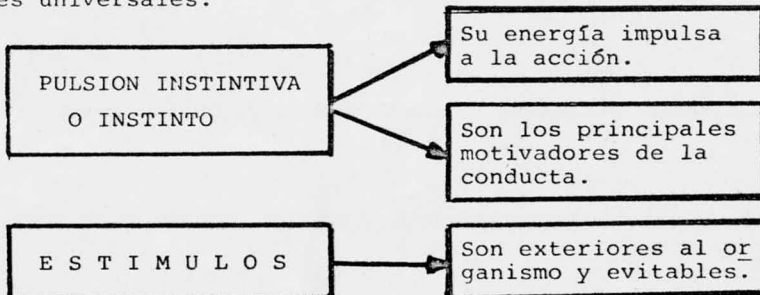 es universales.
Su energía impulsa
a la acción.
PULSION INSTINTIVA
O INSTINTO
Son los principales
motivadores de la
conducta.
E S T I M U L O S
Son exteriores al or
ganismo y evitables.